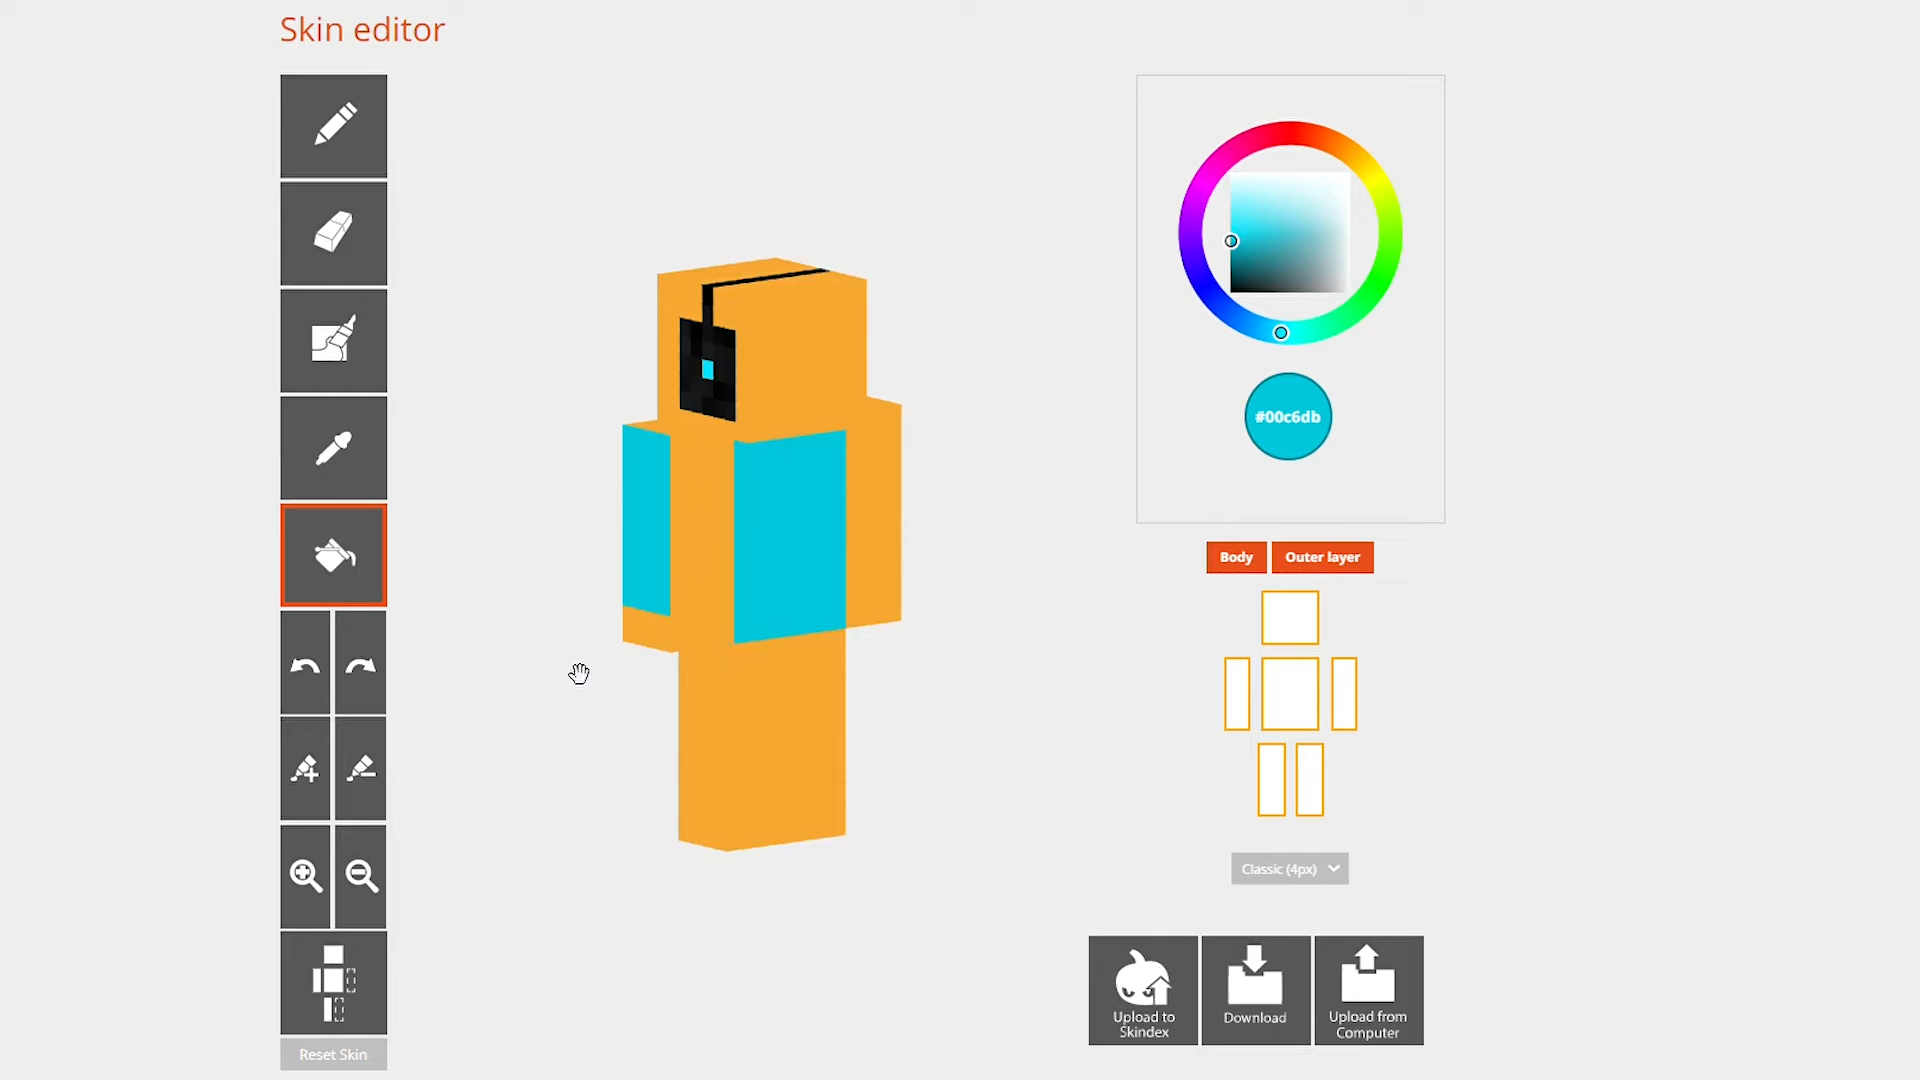 Skin editor
#00c6db
Body
Outer layer
Classic (4px)
Upload to
Skindex
Download
Upload from
Computer
Reset Skin